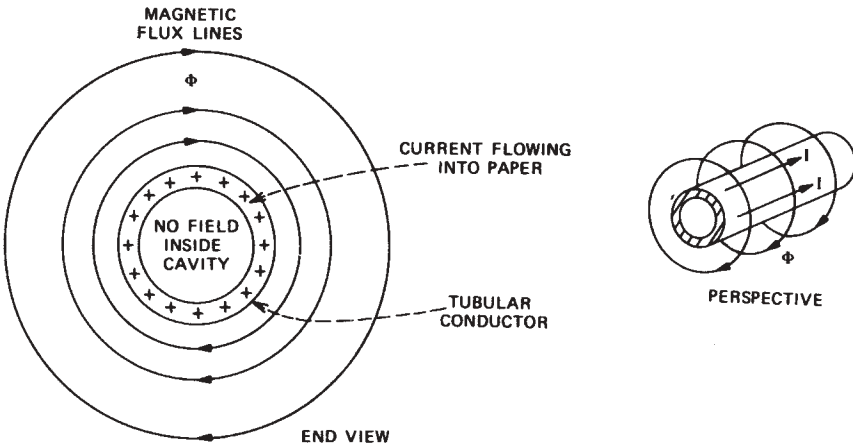 MAGNETIC
FLUX LINES
Φ
CURRENT FLOWING
INTO PAPER
NO FIELD
INSIDE
CAVITY
TUBULAR
CONDUCTOR
END VIEW
I
I
Φ
PERSPECTIVE